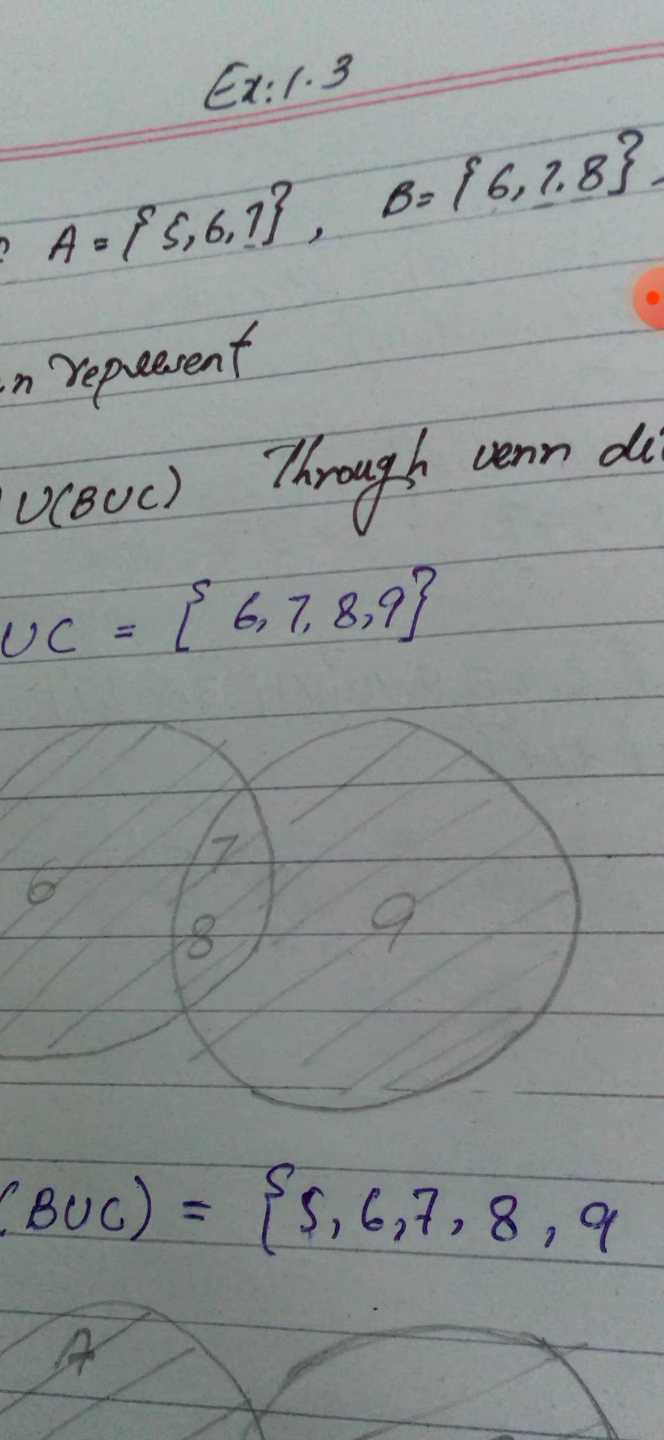 Ex: 1.3
A = {5,6,7}, B = {6,7,8}
represent
U(BUC) Through venn di
UC = { 6,7,8,9}
6 7 8 9
(BUC) = {5,6,7,8,9
A